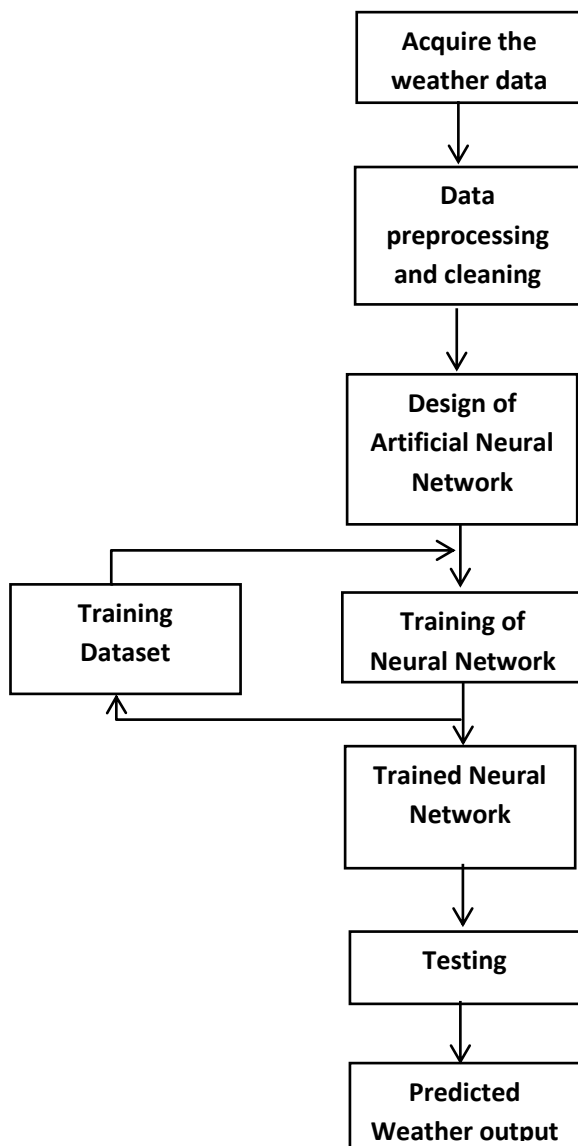 Acquire the
weather data
Data
preprocessing
and cleaning
Design of
Artificial Neural
Network
Training
Dataset
Training of
Neural Network
Trained Neural
Network
Testing
Predicted
Weather output